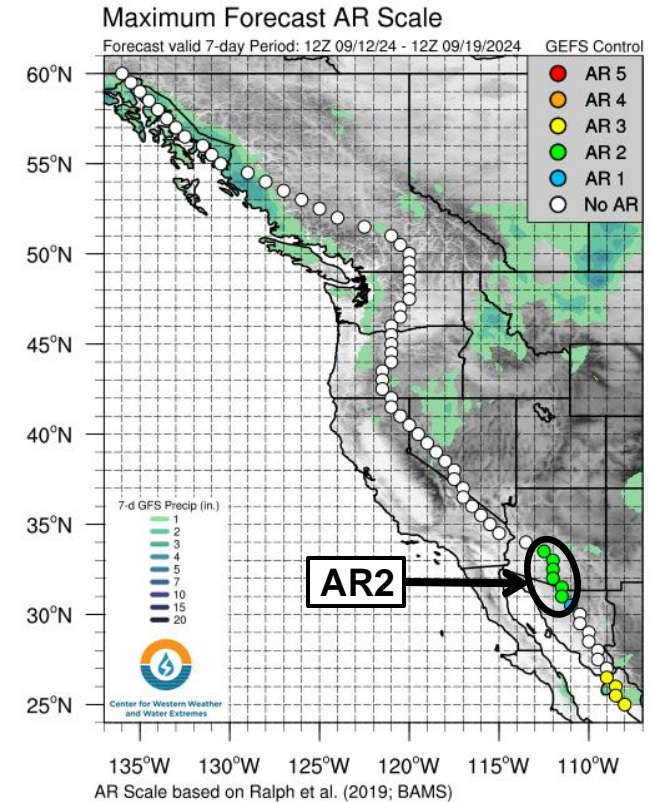 Maximum Forecast AR Scale
Forecast valid 7-day Period: 12Z 09/12/24 - 12Z 09/19/2024 GEFS Control
AR 5
AR 4
AR 3
AR 2
AR 1
No AR
60°N
55°N
50°N
45°N
40°N
35°N
30°N
25°N
7-d GFS Precip (in.)
1
2
3
4
5
7
10
15
20
AR2
Center for Western Weather
and Water Extremes
135°W 130°W 125°W 120°W 115°W 110°W
AR Scale based on Ralph et al. (2019; BAMS)